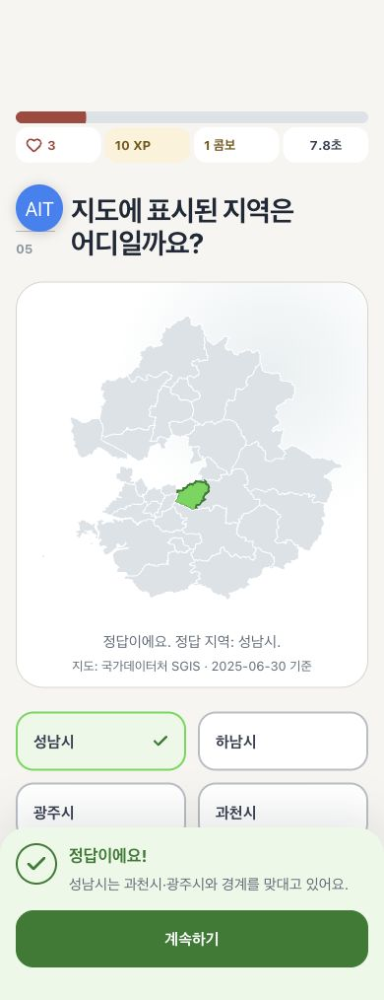 3
10 XP
1 콤보
7.8초
AIT
05
지도에 표시된 지역은
어디일까요?
정답이에요. 정답 지역: 성남시.
지도: 국가데이터처 SGIS · 2025-06-30 기준
성남시
하남시
광주시
과천시
정답이에요!
성남시는 과천시·광주시와 경계를 맞대고 있어요.
계속하기